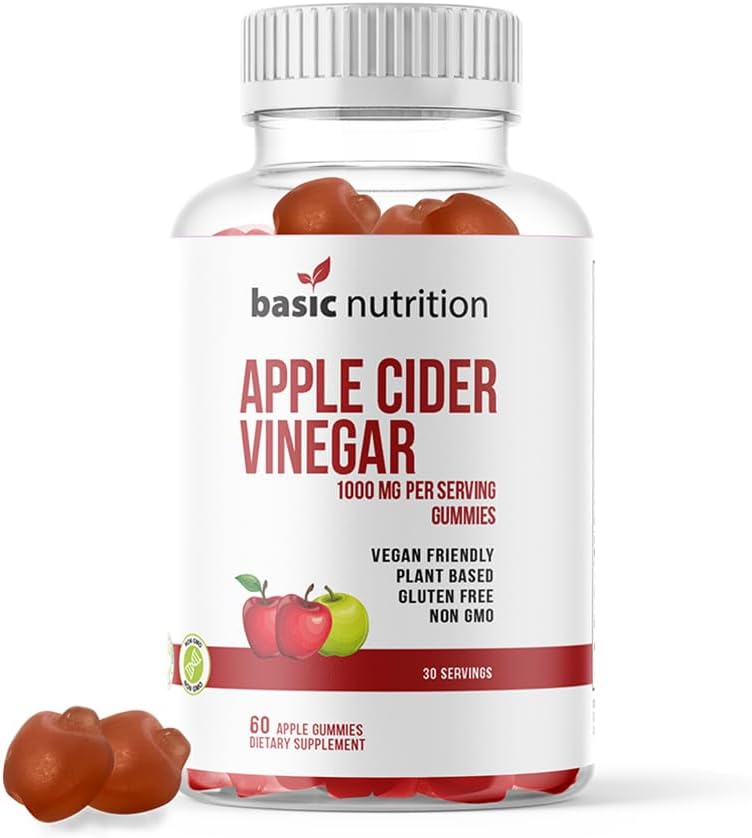 basic nutrition
APPLE CIDER
VINEGAR
1000 MG PER SERVING
GUMMIES
VEGAN FRIENDLY
PLANT BASED
GLUTEN FREE
NON GMO
30 SERVINGS
60 APPLE GUMMIES
DIETARY SUPPLEMENT